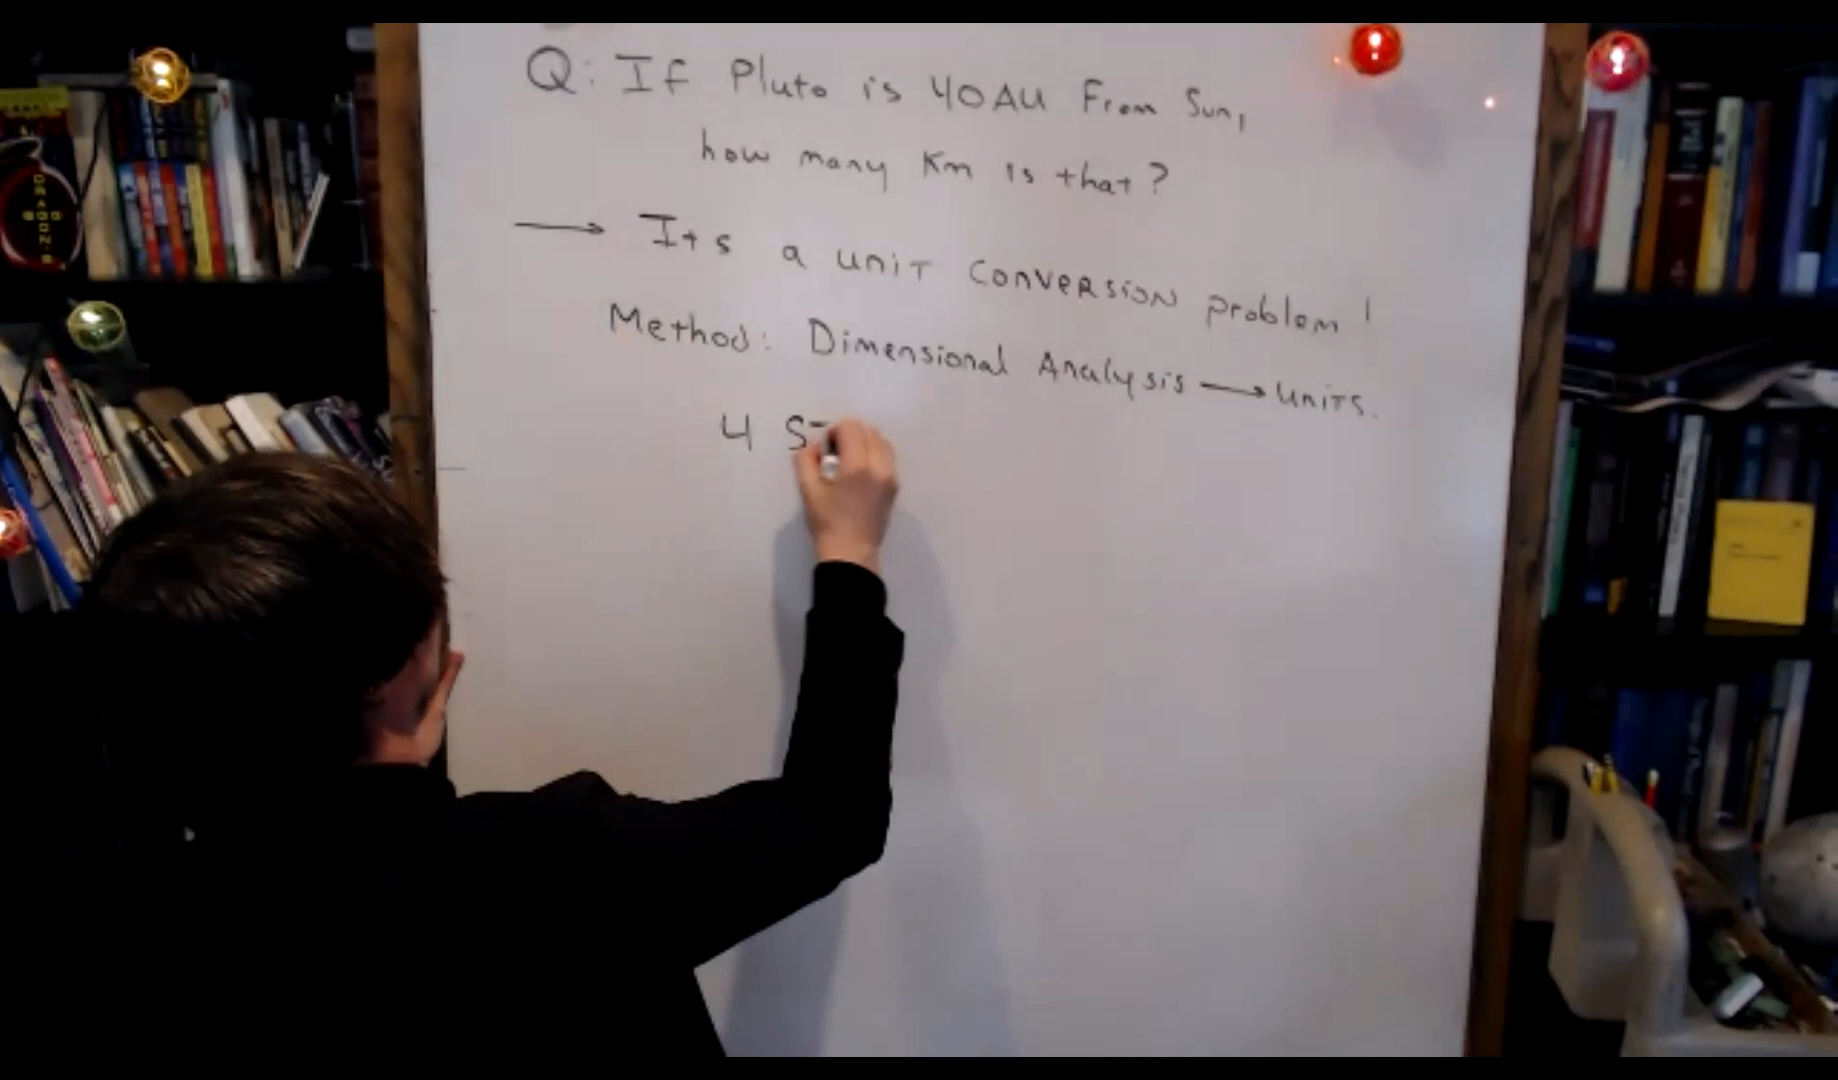 Q: If Pluto is 40AU From Sun,
how many Km is that?
→ Its a unit conversion problem!
Method: Dimensional Analysis → units.
4 S